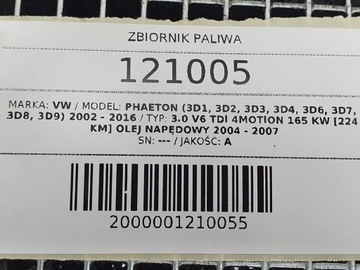 ZBIORNIK PALIWA
121005
MARKA: VW / MODEL: PHAETON (3D1, 3D2, 3D3, 3D4, 3D6, 3D7,
3D8, 3D9) 2002 - 2016 / TYP: 3.0 V6 TDI 4MOTION 165 KW [224
KM] OLEJ NAPĘDOWY 2004 - 2007
SN: --- / JAKOŚĆ: A
2000001210055